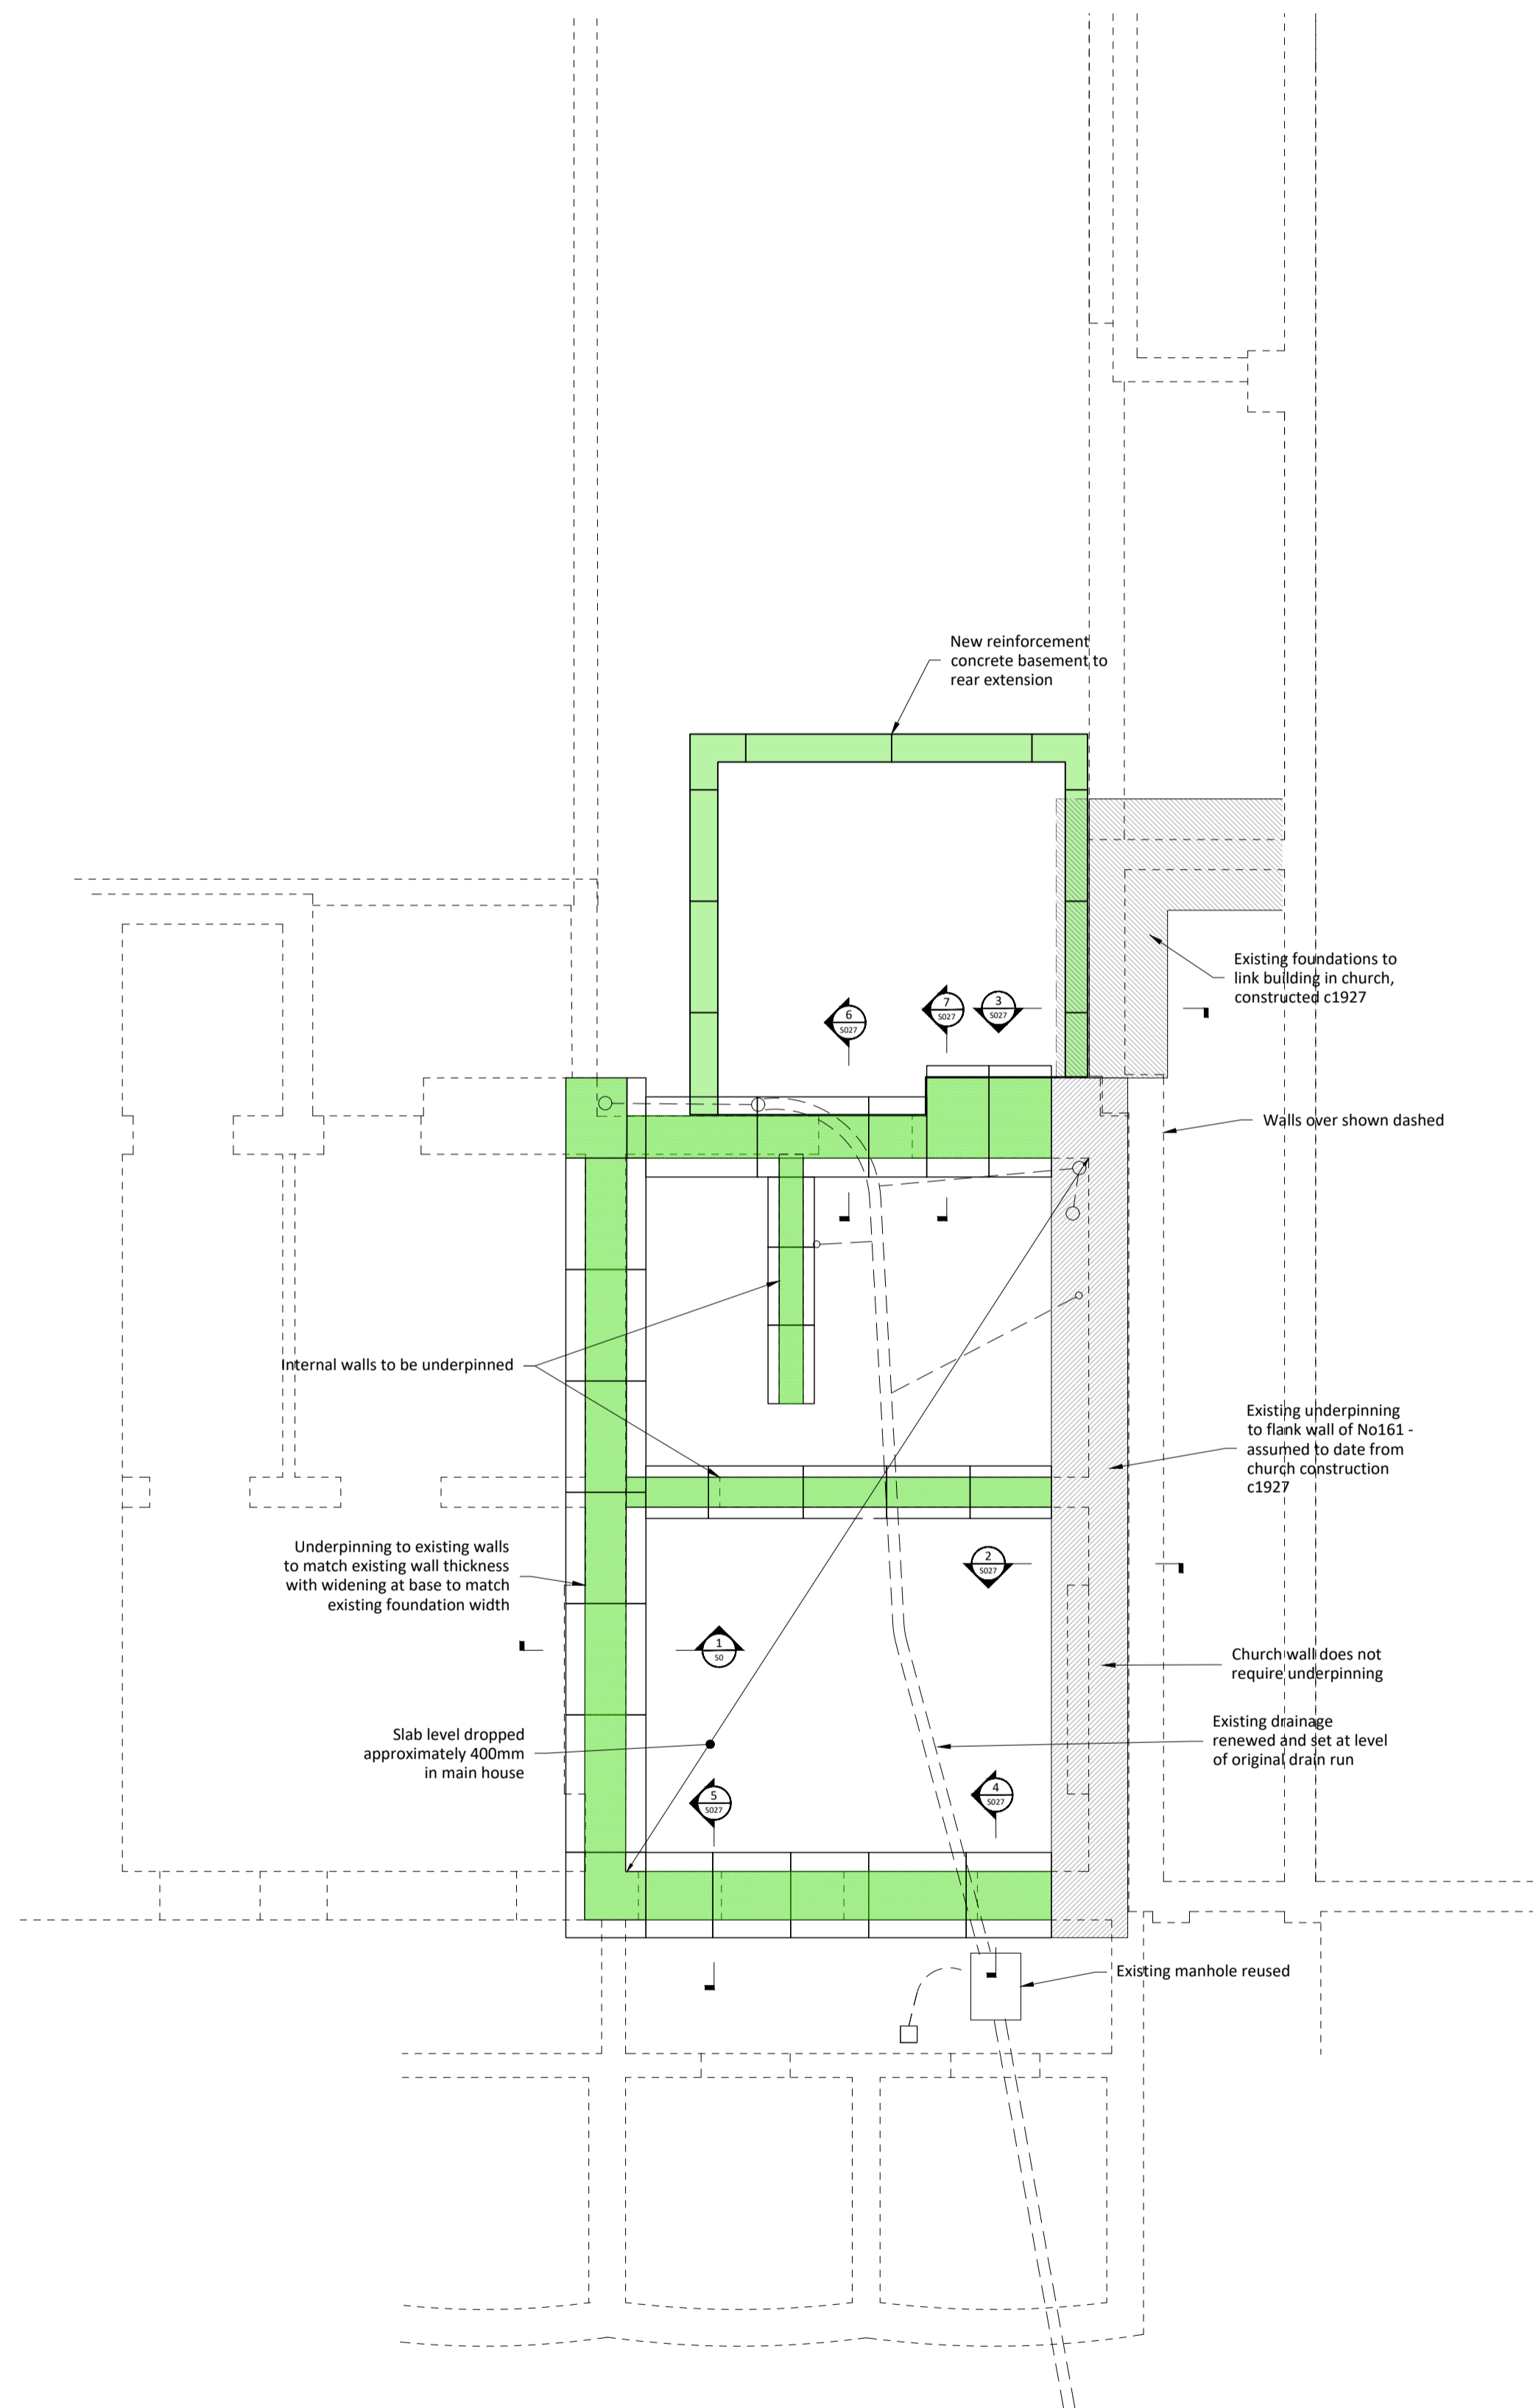 New reinforcement
concrete basement to
rear extension
Existing foundations to
link building in church,
constructed c1927
6
S027
7
S027
3
S027
Walls over shown dashed
Internal walls to be underpinned
Existing underpinning
to flank wall of No161 -
assumed to date from
church construction
c1927
Underpinning to existing walls
to match existing wall thickness
with widening at base to match
existing foundation width
2
S027
1
S0
Church wall does not
require underpinning
Slab level dropped
approximately 400mm
in main house
Existing drainage
renewed and set at level
of original drain run
5
S027
4
S027
Existing manhole reused